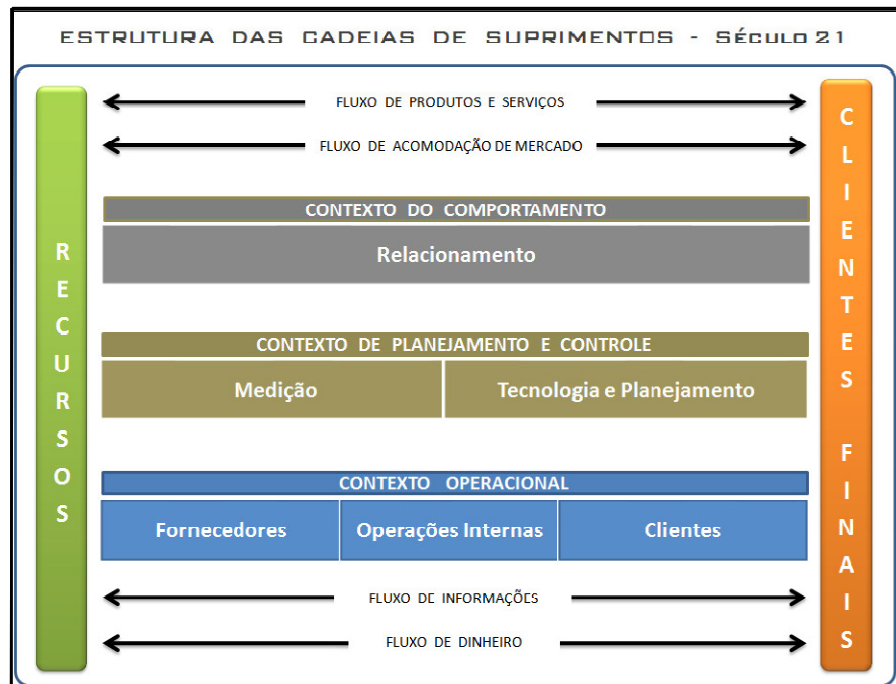 ESTRUTURA DAS CADEIAS DE SUPRIMENTOS - SÉCULO 21
RECURSOS
FLUXO DE PRODUTOS E SERVIÇOS
FLUXO DE ACOMODAÇÃO DE MERCADO
CONTEXTO DO COMPORTAMENTO
Relacionamento
CONTEXTO DE PLANEJAMENTO E CONTROLE
Medição
Tecnologia e Planejamento
CONTEXTO OPERACIONAL
Fornecedores
Operações Internas
Clientes
FLUXO DE INFORMAÇÕES
FLUXO DE DINHEIRO
CLIENTES FINAIS